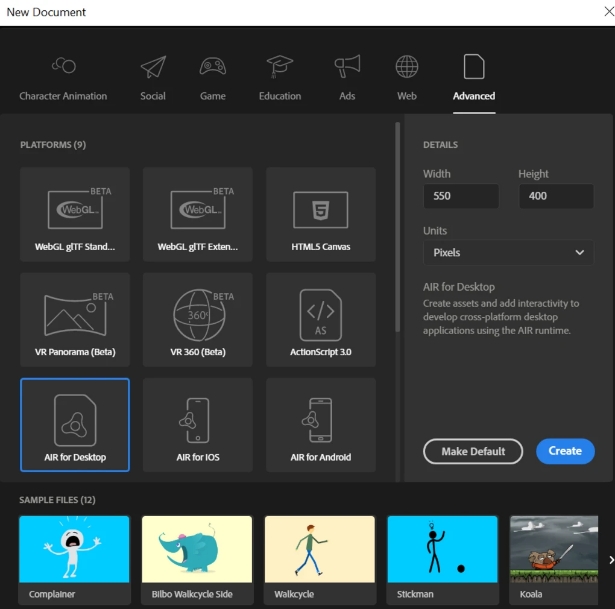 New Document
Character Animation
Social
Game
Education
Ads
Web
Advanced
PLATFORMS (9)
BETA
WebGL
WebGL glTF Stand...
BETA
WebGL
WebGL glTF Exten...
5
HTML5 Canvas
BETA
VR Panorama (Beta)
BETA
360°
VR 360 (Beta)
</>
AS
ActionScript 3.0
AIR for Desktop
AIR for iOS
AIR for Android
DETAILS
Width
Height
550
400
Units
Pixels
AIR for Desktop
Create assets and add interactivity to
develop cross-platform desktop
applications using the AIR runtime.
Make Default
Create
SAMPLE FILES (12)
Complainer
Bilbo Walkcycle Side
Walkcycle
Stickman
Koala